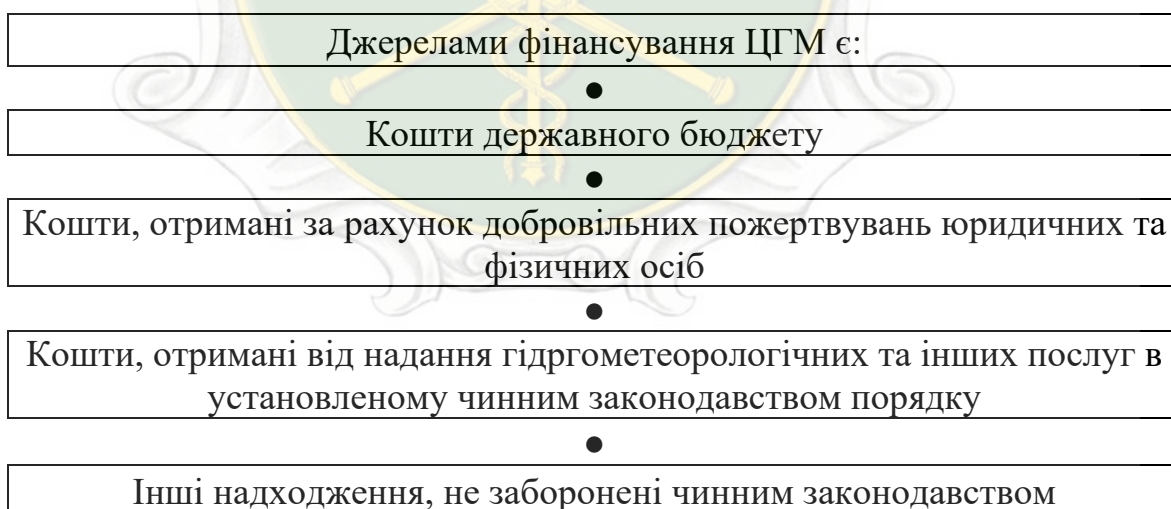 Джерелами фінансування ЦГМ є:
●
Кошти державного бюджету
●
Кошти, отримані за рахунок добровільних пожертвувань юридичних та
фізичних осіб
●
Кошти, отримані від надання гідргометеорологічних та інших послуг в
установленому чинним законодавством порядку
●
Інші надходження, не заборонені чинним законодавством